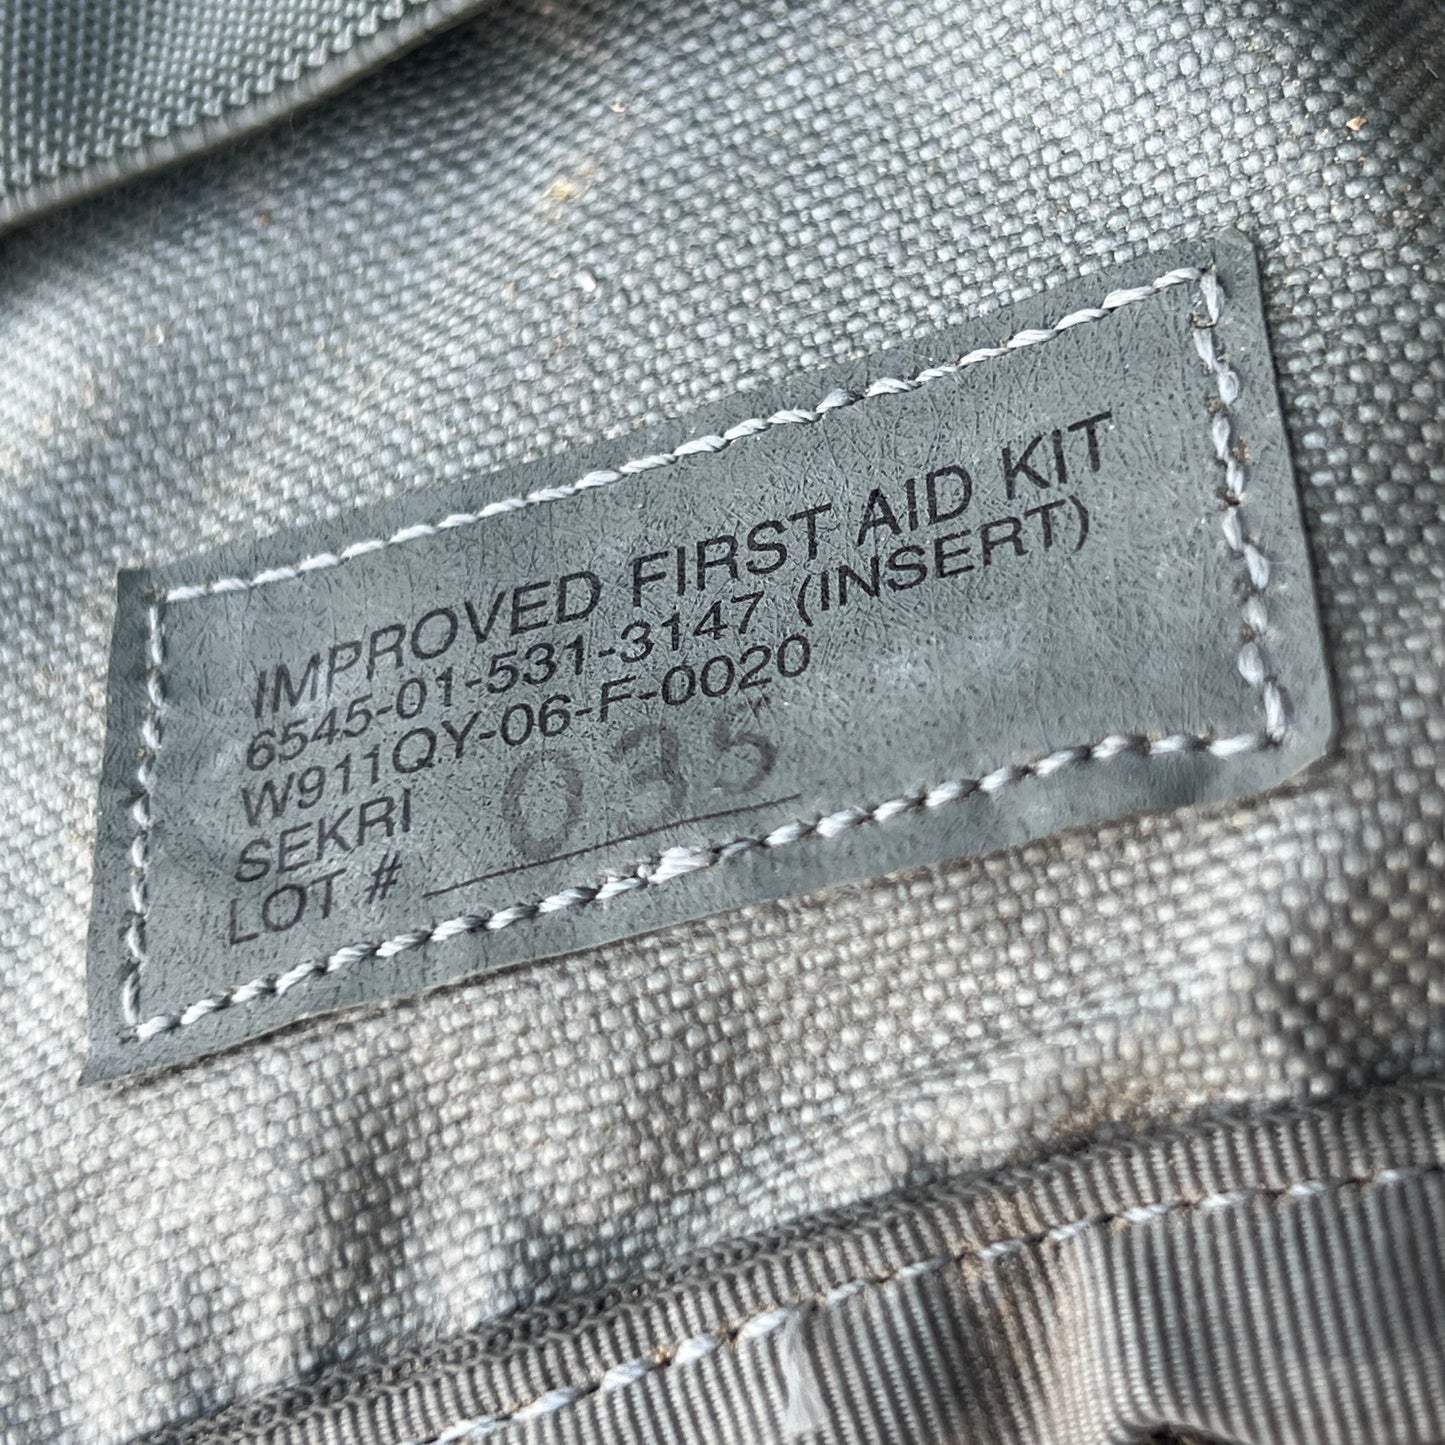 IMPROVED FIRST AID KIT
6545-01-531-3147 (INSERT)
W911QY-06-F-0020
SEKRI
LOT # 035